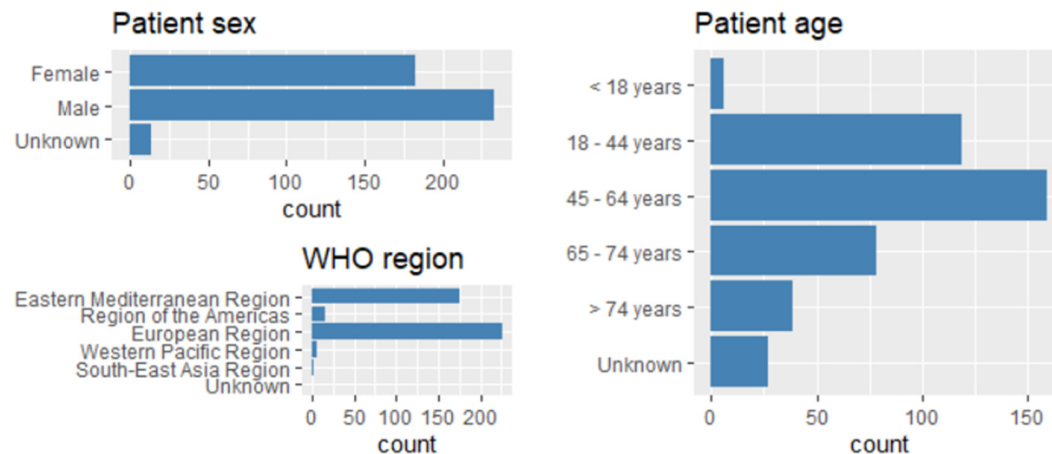 Patient sex
Female
Male
Unknown
0 50 100 150 200
count
WHO region
Eastern Mediterranean Region
Region of the Americas
European Region
Western Pacific Region
South-East Asia Region
Unknown
0 50 100 150 200
count
Patient age
< 18 years
18 - 44 years
45 - 64 years
65 - 74 years
> 74 years
Unknown
0 50 100 150
count